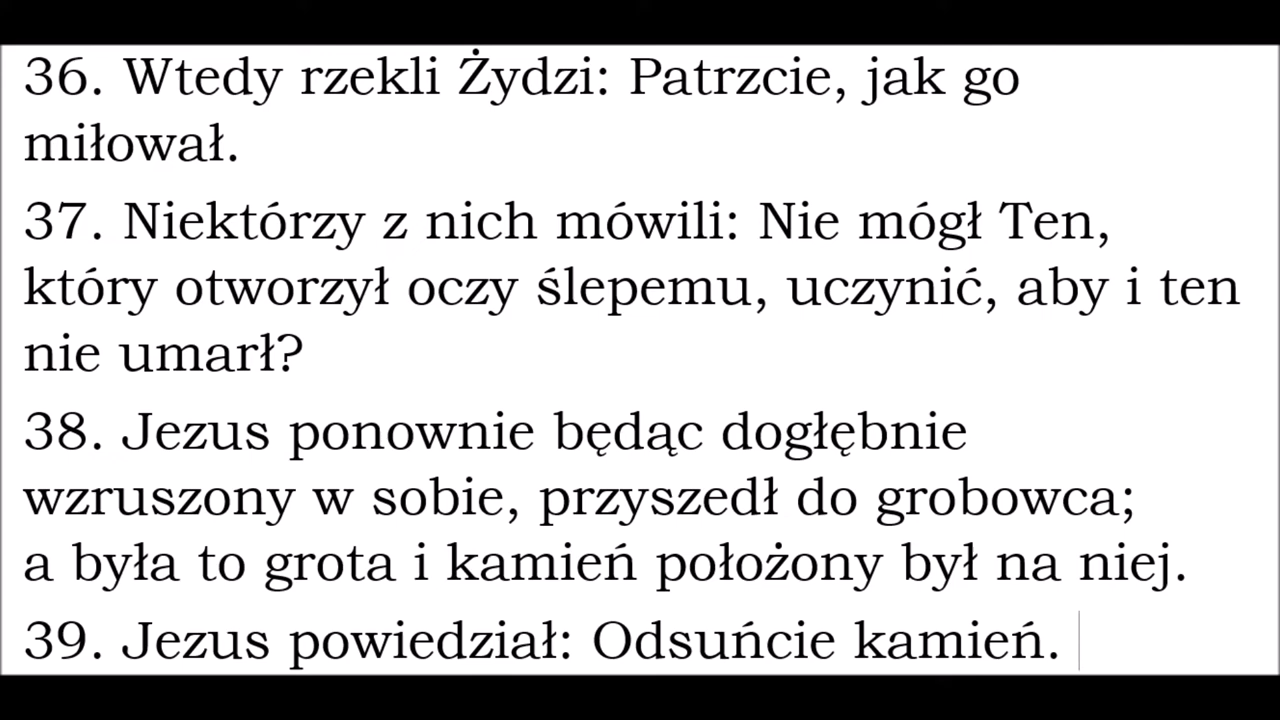 36. Wtedy rzekli Żydzi: Patrzcie, jak go
miłował.
37. Niektórzy z nich mówili: Nie mógł Ten,
który otworzył oczy ślepemu, uczynić, aby i ten
nie umarł?
38. Jezus ponownie będąc dogłębnie
wzruszony w sobie, przyszedł do grobowca;
a była to grota i kamień położony był na niej.
39. Jezus powiedział: Odsuńcie kamień.